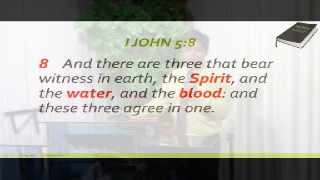 I JOHN 5:8
8 And there are three that bear
witness in earth, the Spirit, and
the water, and the blood: and
these three agree in one.